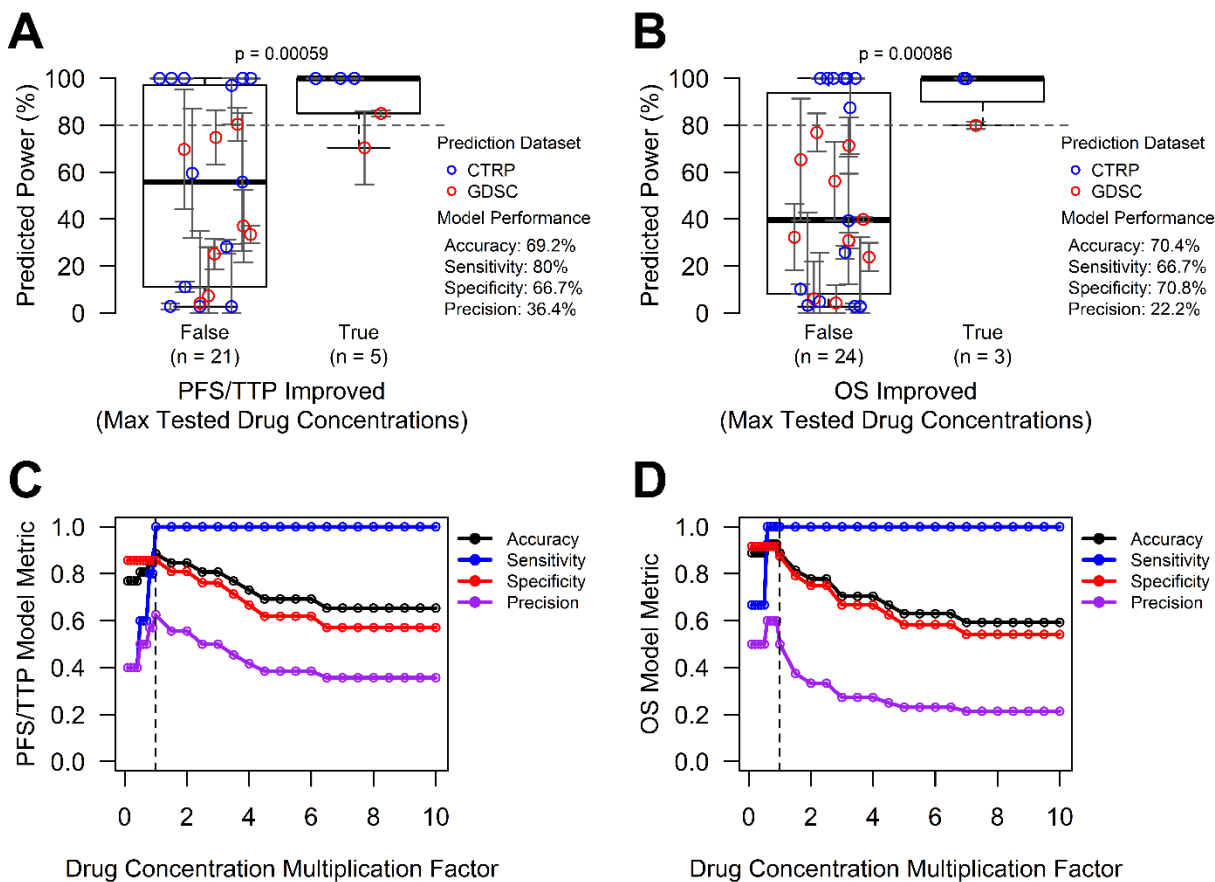 A
p = 0.00059
Predicted Power (%)
100
80
60
40
20
0
False
(n = 21)
True
(n = 5)
PFS/TTP Improved
(Max Tested Drug Concentrations)
Prediction Dataset
CTRP
GDSC
Model Performance
Accuracy: 69.2%
Sensitivity: 80%
Specificity: 66.7%
Precision: 36.4%
B
p = 0.00086
Predicted Power (%)
100
80
60
40
20
0
False
(n = 24)
True
(n = 3)
OS Improved
(Max Tested Drug Concentrations)
Prediction Dataset
CTRP
GDSC
Model Performance
Accuracy: 70.4%
Sensitivity: 66.7%
Specificity: 70.8%
Precision: 22.2%
C
PFS/TTP Model Metric
1.0
0.8
0.6
0.4
0.2
0.0
0 2 4 6 8 10
Drug Concentration Multiplication Factor
Accuracy
Sensitivity
Specificity
Precision
D
OS Model Metric
1.0
0.8
0.6
0.4
0.2
0.0
0 2 4 6 8 10
Drug Concentration Multiplication Factor
Accuracy
Sensitivity
Specificity
Precision